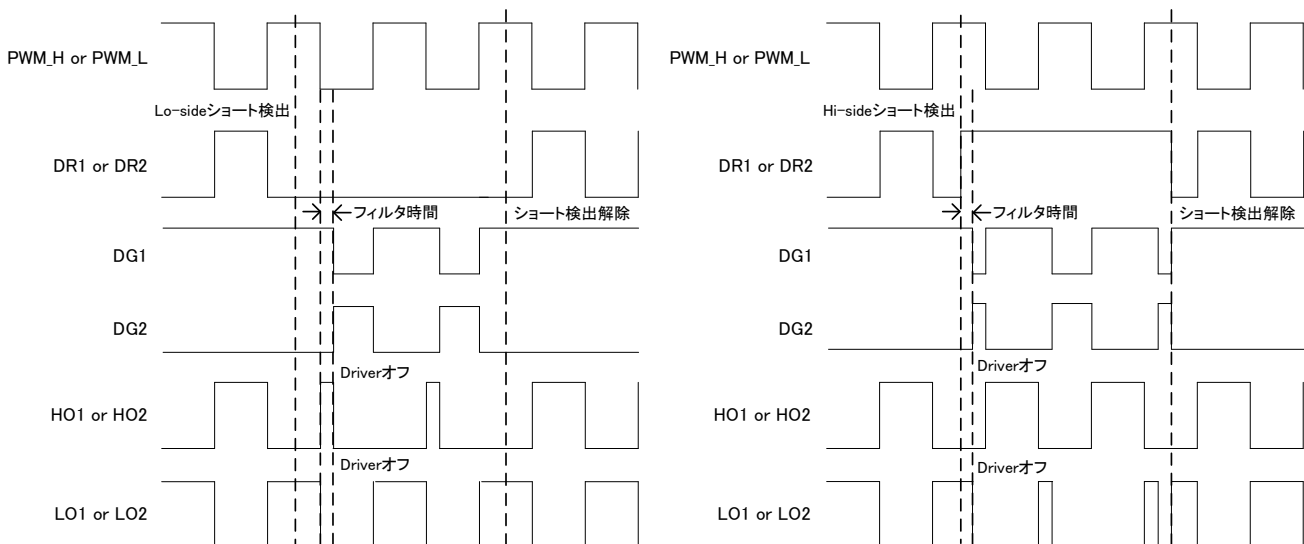 PWM_H or PWM_L
Lo-sideショート検出
DR1 or DR2
フィルタ時間
ショート検出解除
DG1
DG2
Driverオフ
HO1 or HO2
Driverオフ
LO1 or LO2
PWM_H or PWM_L
Hi-sideショート検出
DR1 or DR2
フィルタ時間
ショート検出解除
DG1
DG2
Driverオフ
HO1 or HO2
Driverオフ
LO1 or LO2